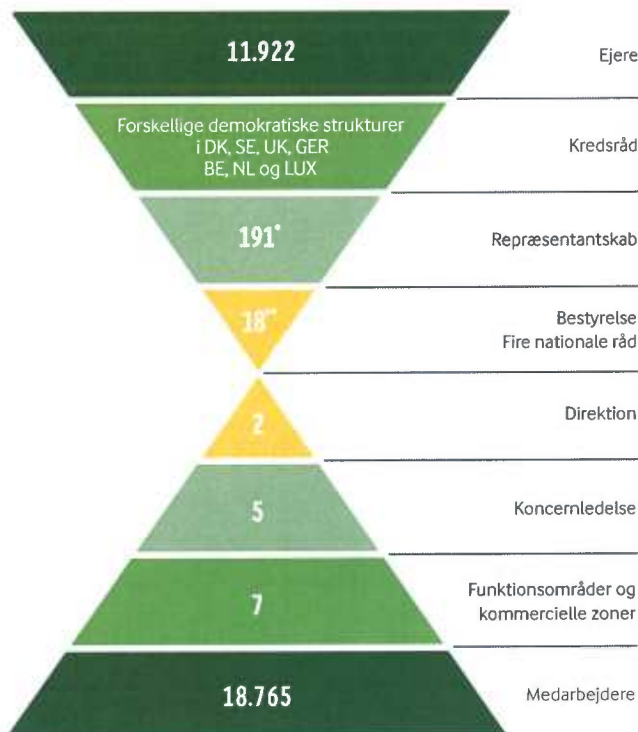 11.922
Ejere
Forskellige demokratiske strukturer
i DK, SE, UK, GER
BE, NL og LUX
Kredsråd
191*
Repræsentantskab
18**
Bestyrelse
Fire nationale råd
2
Direktion
5
Koncernledelse
7
Funktionsområder og
kommercielle zoner
18.765
Medarbejdere